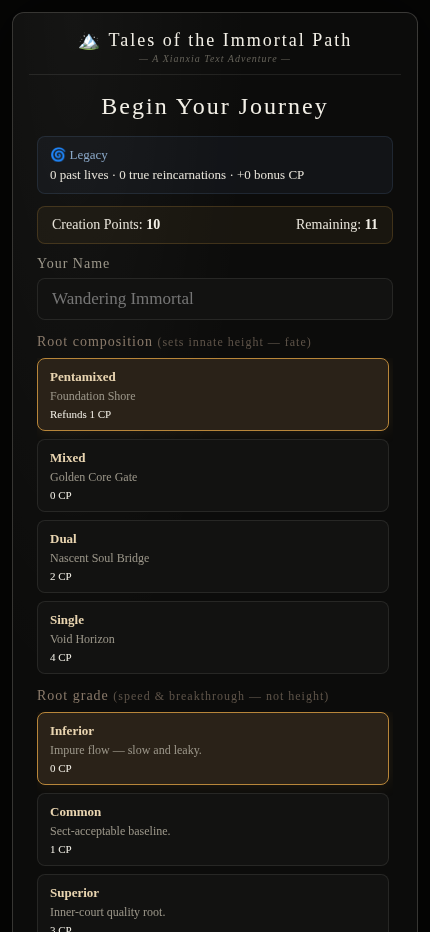 Tales of the Immortal Path
— A Xianxia Text Adventure —
Begin Your Journey
Legacy
0 past lives · 0 true reincarnations · +0 bonus CP
Creation Points: 10 Remaining: 11
Your Name
Wandering Immortal
Root composition (sets innate height — fate)
Pentamixed
Foundation Shore
Refunds 1 CP
Mixed
Golden Core Gate
0 CP
Dual
Nascent Soul Bridge
2 CP
Single
Void Horizon
4 CP
Root grade (speed & breakthrough — not height)
Inferior
Impure flow — slow and leaky.
0 CP
Common
Sect-acceptable baseline.
1 CP
Superior
Inner-court quality root.
3 CP